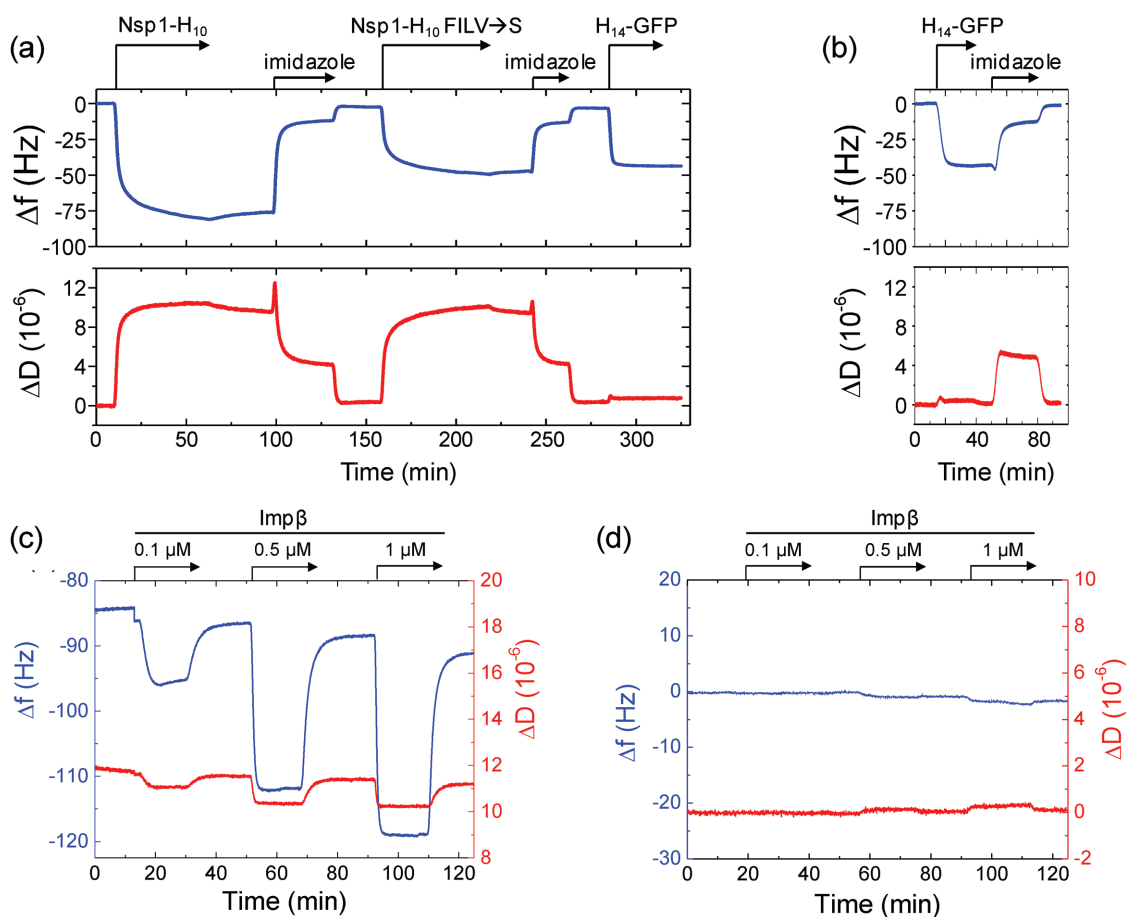 (a)
Nsp1-H10
imidazole
Nsp1-H10 FILV→S
imidazole
H14-GFP
0
-25
-50
-75
-100
Δf (Hz)
12
8
4
0
ΔD (10-6)
0 50 100 150 200 250 300
Time (min)
(b)
H14-GFP
imidazole
0
-25
-50
-75
-100
Δf (Hz)
12
8
4
0
ΔD (10-6)
0 40 80
Time (min)
(c)
Impβ
0.1 µM 0.5 µM 1 µM
-80
-90
-100
-110
-120
Δf (Hz)
20
18
16
14
12
10
8
ΔD (10-6)
0 20 40 60 80 100 120
Time (min)
(d)
Impβ
0.1 µM 0.5 µM 1 µM
20
10
0
-10
-20
-30
Δf (Hz)
10
8
6
4
2
0
-2
ΔD (10-6)
0 20 40 60 80 100 120
Time (min)